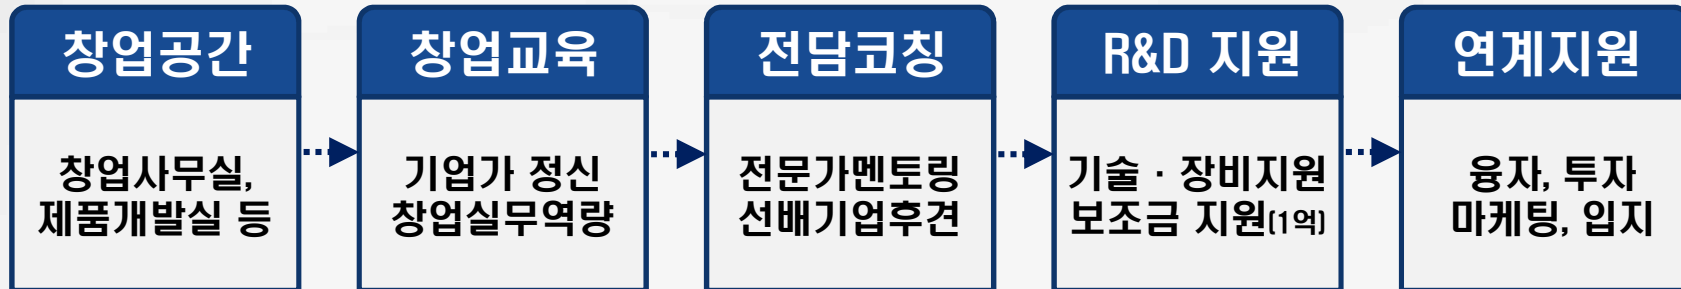 창업공간
창업사무실,
제품개발실 등
창업교육
기업가 정신
창업실무역량
전담코칭
전문가멘토링
선배기업후견
R&D 지원
기술 · 장비지원
보조금 지원(1억)
연계지원
융자, 투자
마케팅, 입지